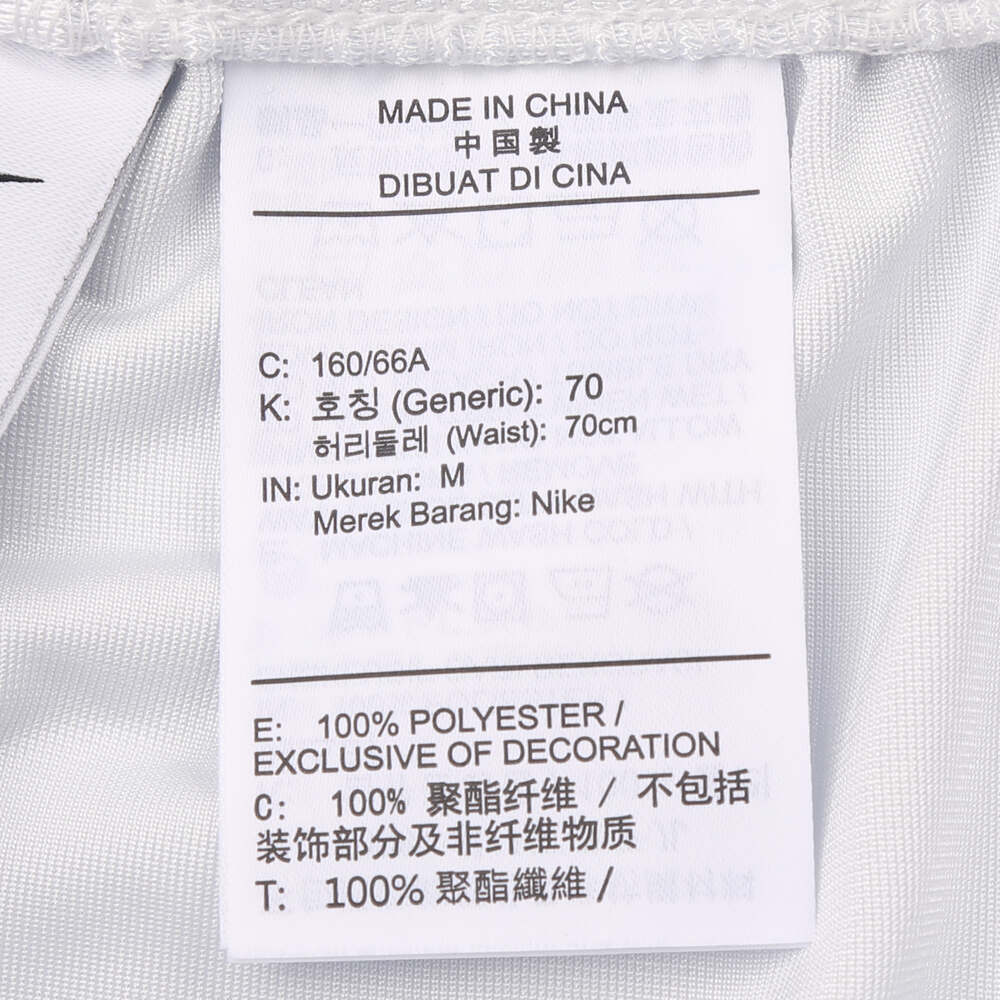 MADE IN CHINA
中国製
DIBUAT DI CINA
C: 160/66A
K: 호칭 (Generic): 70
허리둘레 (Waist): 70cm
IN: Ukuran: M
Merek Barang: Nike
E: 100% POLYESTER /
EXCLUSIVE OF DECORATION
C: 100% 聚酯纤维 / 不包括
装饰部分及非纤维物质
T: 100% 聚酯纖維 /